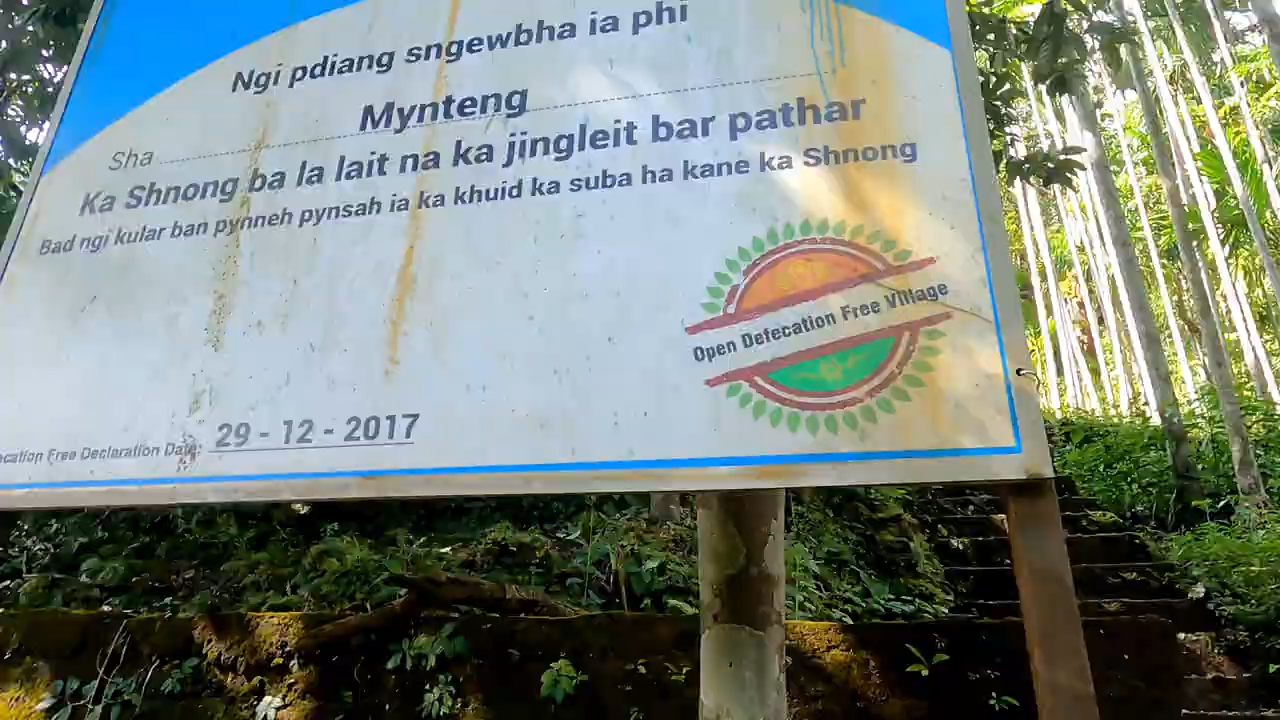 Ngi pdiang sngewbha ia phi
Sha Mynteng
Ka Shnong ba la lait na ka jingleit bar pathar
Bad ngi kular ban pynneh pynsah ia ka khuid ka suba ha kane ka Shnong
Open Defecation Free Village
Free Declaration Date: 29 - 12 - 2017